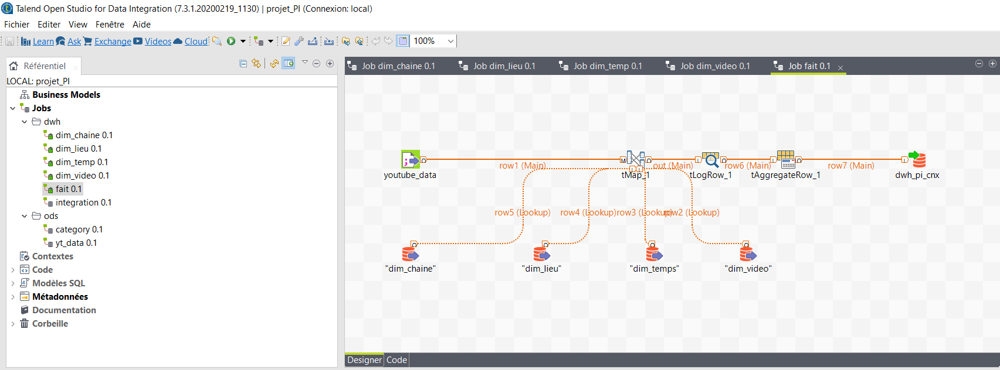 Talend Open Studio for Data Integration (7.3.1.20200219_1130) | projet_PI (Connexion: local)
Fichier Editer View Fenêtre Aide
Learn Ask Exchange Videos Cloud 100%
Référentiel
LOCAL: projet_PI
Business Models
Jobs
dwh
dim_chaine 0.1
dim_lieu 0.1
dim_temp 0.1
dim_video 0.1
fait 0.1
integration 0.1
ods
category 0.1
yt_data 0.1
Contextes
Code
Modèles SQL
Métadonnées
Documentation
Corbeille
Job dim_chaine 0.1 Job dim_lieu 0.1 Job dim_temp 0.1 Job dim_video 0.1 Job fait 0.1
row1 (Main) out (Main) row6 (Main) row7 (Main)
youtube_data tMap_1 tLogRow_1 tAggregateRow_1 dwh_pi_cnx
row5 (Lookup) row4 (Lookup) row3 (Lookup) row2 (Lookup)
"dim_chaine" "dim_lieu" "dim_temps" "dim_video"
Designer Code